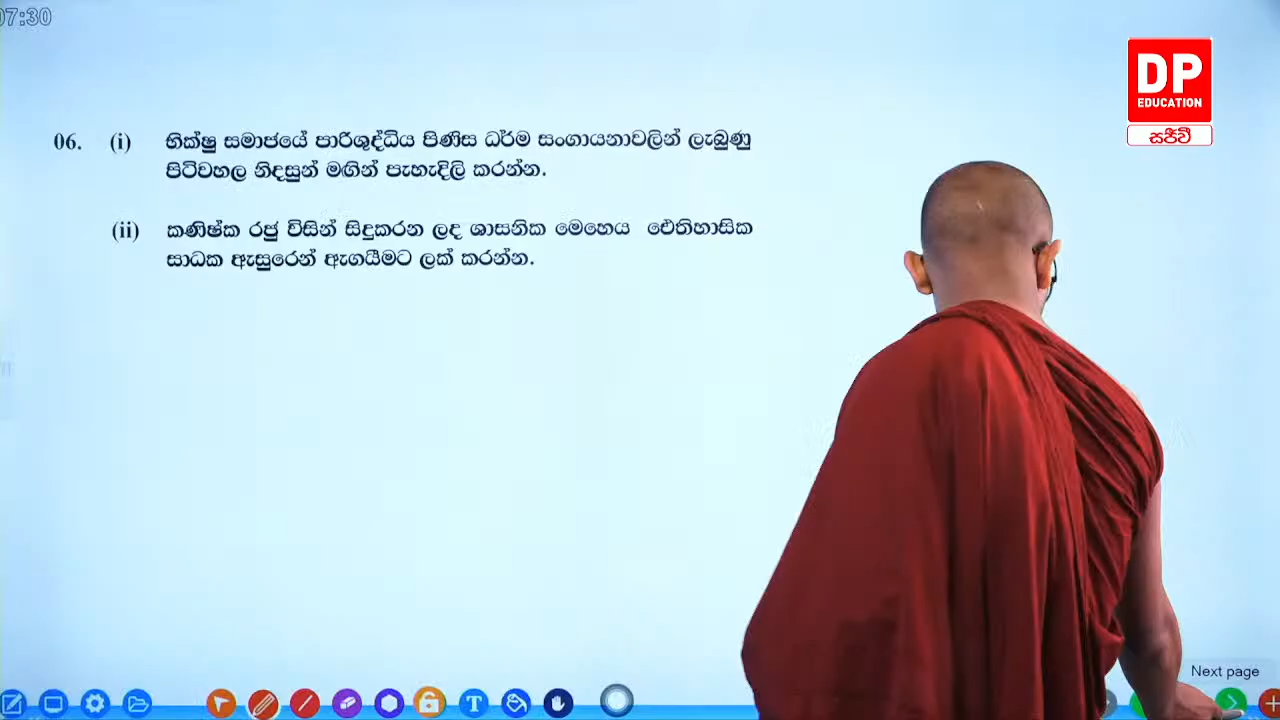 07:30
DP
EDUCATION
සජීවී
06. (i) භික්ෂු සමාජයේ පාරිශුද්ධිය පිණිස ධර්ම සංගායනාවලින් ලැබුණු
පිටිවහල නිදසුන් මඟින් පැහැදිලි කරන්න.
(ii) කණිෂ්ක රජු විසින් සිදුකරන ලද ශාසනික මෙහෙය ඓතිහාසික
සාධක ඇසුරෙන් ඇගයීමට ලක් කරන්න.
Next page
T